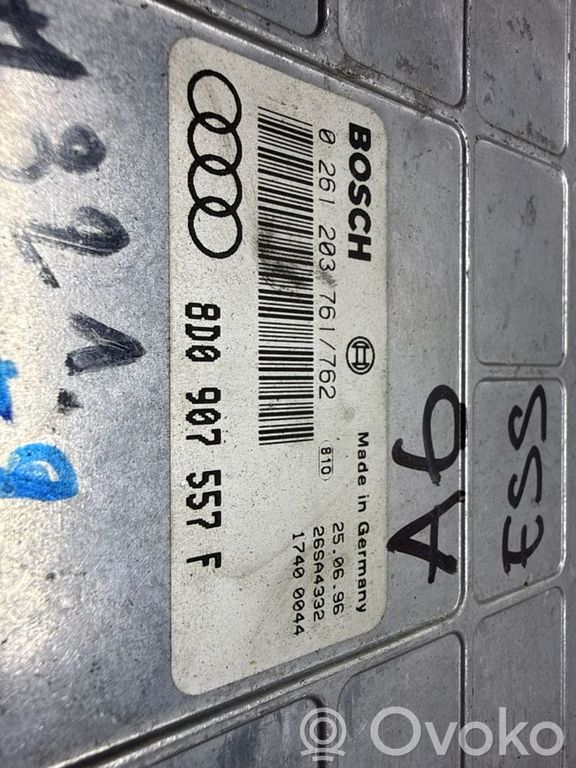 BOSCH
0 261 203 761/762
810
Made in Germany
25.06.96
26SA4332
1740 0044
8D0 907 557 F
A6
ESS
Ovoko